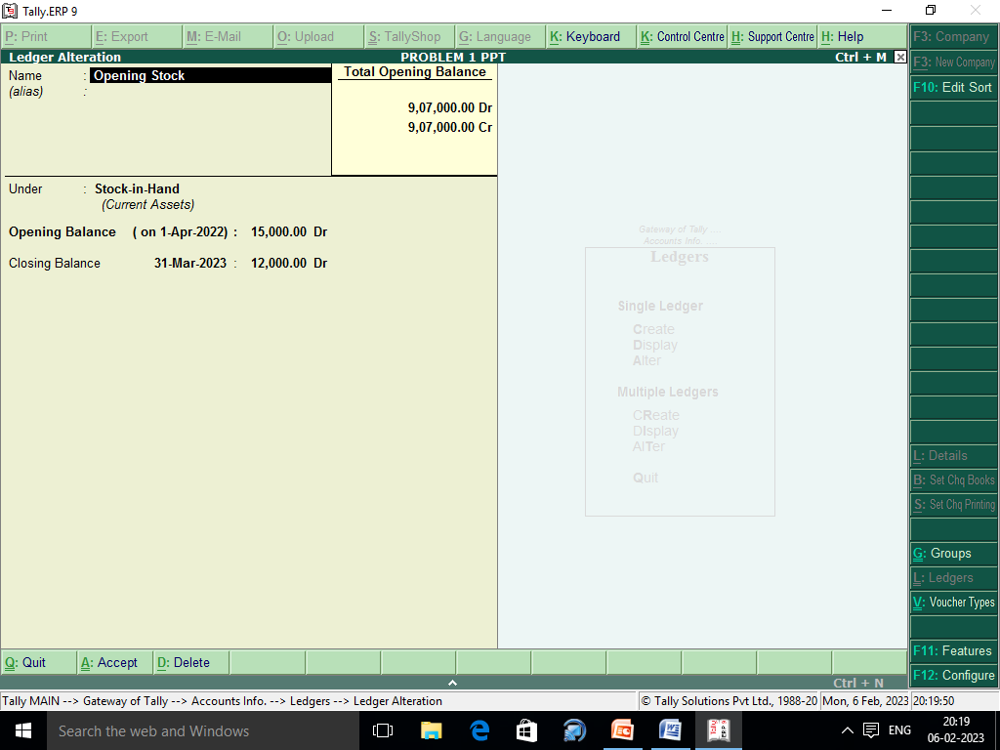 Tally.ERP 9
P: Print E: Export M: E-Mail O: Upload S: TallyShop G: Language K: Keyboard K: Control Centre H: Support Centre H: Help F3: Company
Ledger Alteration PROBLEM 1 PPT Ctrl + M
F3: New Company
F10: Edit Sort
Name : Opening Stock
(alias) :
Total Opening Balance
9,07,000.00 Dr
9,07,000.00 Cr
Under : Stock-in-Hand
(Current Assets)
Opening Balance ( on 1-Apr-2022) : 15,000.00 Dr
Closing Balance 31-Mar-2023 : 12,000.00 Dr
Gateway of Tally ...
Accounts Info. ...
Ledgers
Single Ledger
Create
Display
Alter
Multiple Ledgers
CReate
DIsplay
AlTer
Quit
L: Details
B: Set Chq Books
S: Set Chq Printing
G: Groups
L: Ledgers
V: Voucher Types
F11: Features
F12: Configure
Q: Quit A: Accept D: Delete
Ctrl + N
Tally MAIN --> Gateway of Tally --> Accounts Info. --> Ledgers --> Ledger Alteration © Tally Solutions Pvt Ltd., 1988-20 Mon, 6 Feb, 2023 20:19:50
Search the web and Windows
ENG
20:19
06-02-2023